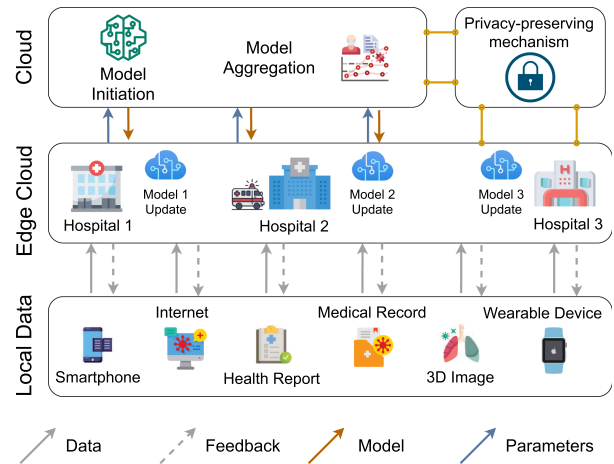 Cloud
Model
Initiation
Model
Aggregation
Privacy-preserving
mechanism
Edge Cloud
Hospital 1
Model 1
Update
Hospital 2
Model 2
Update
Model 3
Update
Hospital 3
Local Data
Smartphone
Internet
Health Report
Medical Record
3D Image
Wearable Device
Data
Feedback
Model
Parameters